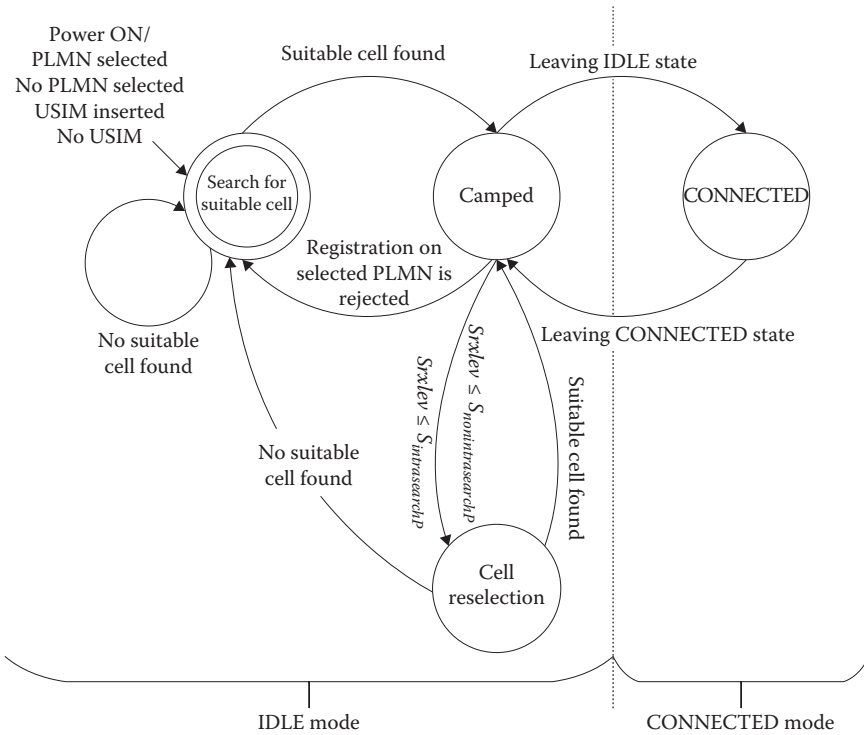 Power ON/
PLMN selected
No PLMN selected
USIM inserted
No USIM
Suitable cell found
Leaving IDLE state
Search for
suitable cell
Camped
CONNECTED
Registration on
selected PLMN is
rejected
No suitable
cell found
Leaving CONNECTED state
Srxlev ≤ SintrasearchP
Srxlev ≤ SnonintrasearchP
Suitable cell found
No suitable
cell found
Cell
reselection
IDLE mode
CONNECTED mode